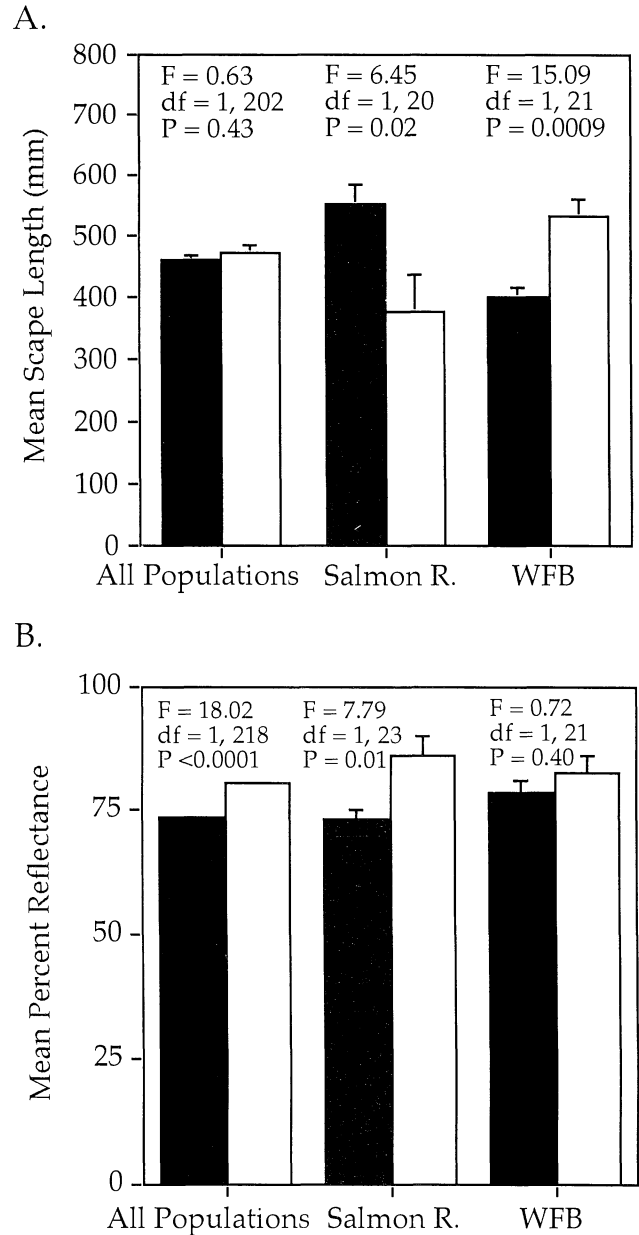 A.
Mean Scape Length (mm)
800
700
600
500
400
300
200
100
0
F = 0.63
df = 1, 202
P = 0.43
F = 6.45
df = 1, 20
P = 0.02
F = 15.09
df = 1, 21
P = 0.0009
All Populations
Salmon R.
WFB
B.
Mean Percent Reflectance
100
75
50
25
0
F = 18.02
df = 1, 218
P <0.0001
F = 7.79
df = 1, 23
P = 0.01
F = 0.72
df = 1, 21
P = 0.40
All Populations
Salmon R.
WFB